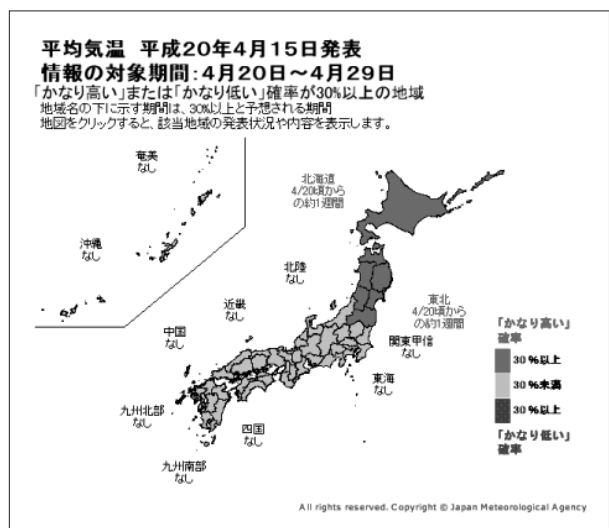 平均気温 平成20年4月15日発表
情報の対象期間:4月20日～4月29日
「かなり高い」または「かなり低い」確率が30%以上の地域
地域名の下に示す期間は、30%以上と予想される期間
地図をクリックすると、該当地域の発表状況や内容を表示します。
奄美
なし
北海道
4/20頃から
の約1週間
沖縄
なし
北陸
なし
近畿
なし
東北
4/20頃から
の約1週間
中国
なし
関東甲信
なし
東海
なし
九州北部
なし
四国
なし
九州南部
なし
「かなり高い」
確率
30%以上
30%未満
30%以上
「かなり低い」
確率
All rights reserved. Copyright © Japan Meteorological Agency